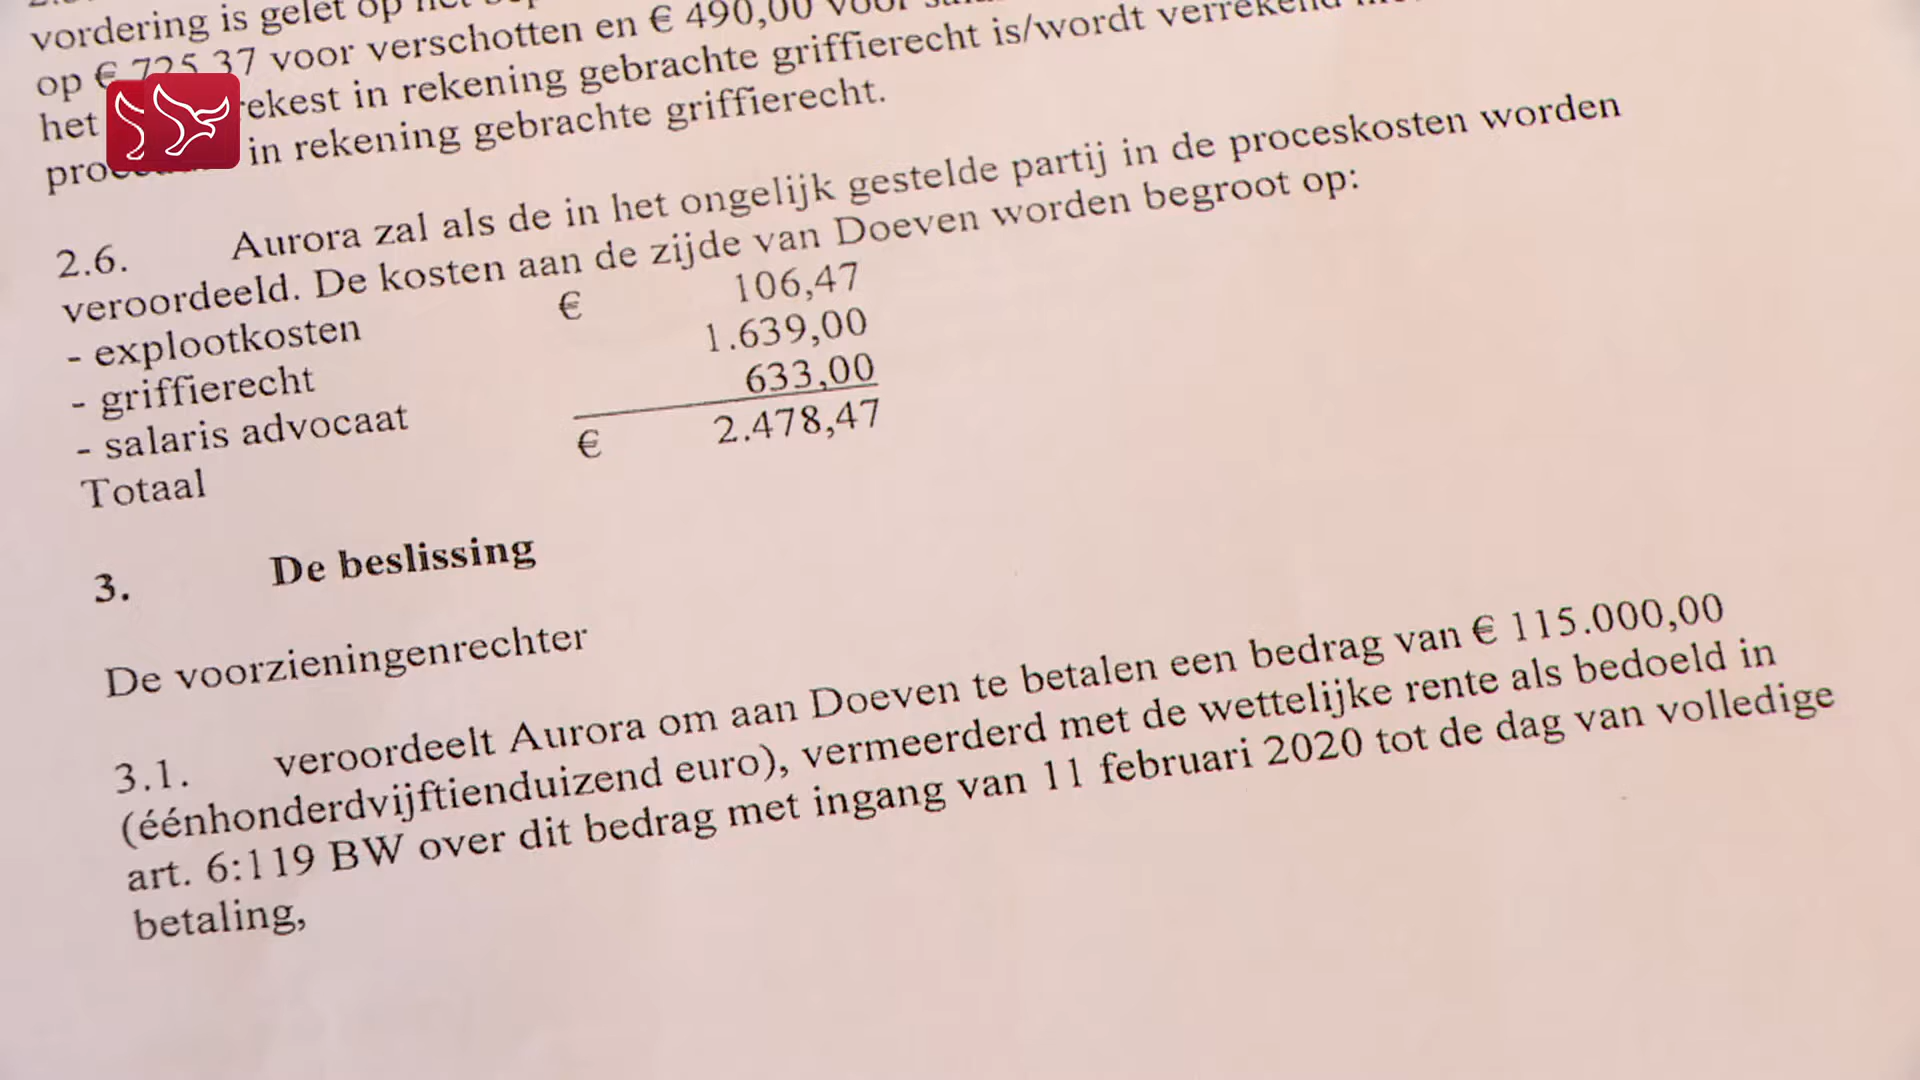 vordering is gelet op het
op € 725,37 voor verschotten en € 490,00 voor
het rekest in rekening gebrachte griffierecht is/wordt verrekend
in rekening gebrachte griffierecht.
2.6. Aurora zal als de in het ongelijk gestelde partij in de proceskosten worden
veroordeeld. De kosten aan de zijde van Doeven worden begroot op:
- explootkosten € 106,47
- griffierecht 1.639,00
- salaris advocaat 633,00
Totaal € 2.478,47
3. De beslissing
De voorzieningenrechter
3.1. veroordeelt Aurora om aan Doeven te betalen een bedrag van € 115.000,00
(éénhonderdvijftienduizend euro), vermeerderd met de wettelijke rente als bedoeld in
art. 6:119 BW over dit bedrag met ingang van 11 februari 2020 tot de dag van volledige
betaling,